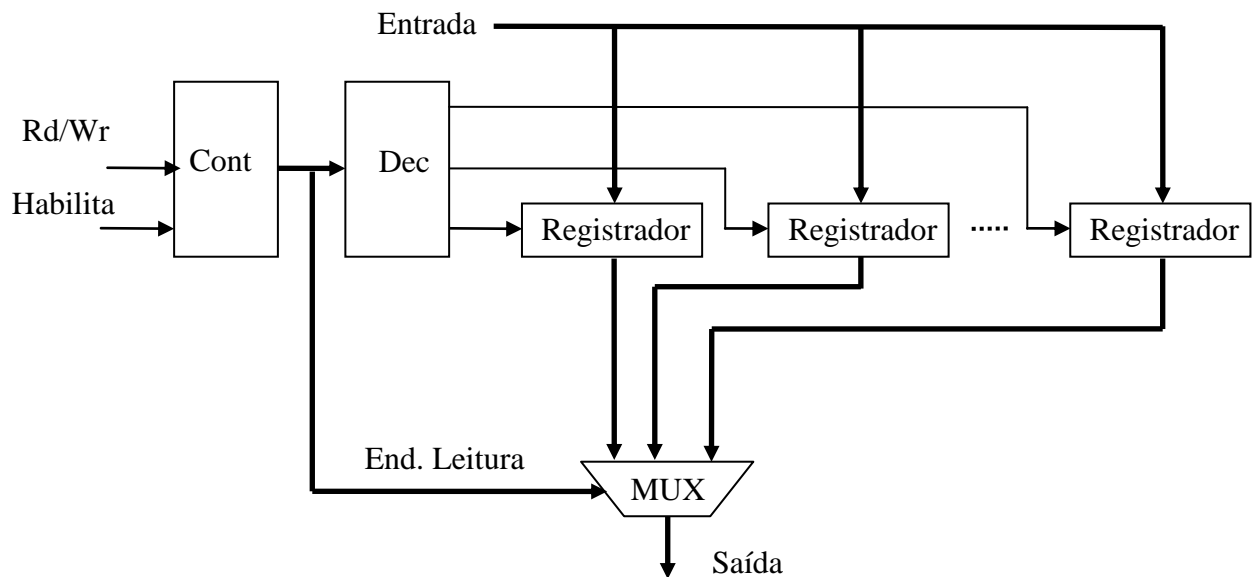 Entrada
Rd/Wr
Cont
Dec
Habilita
Registrador
Registrador
.....
Registrador
End. Leitura
MUX
Saída